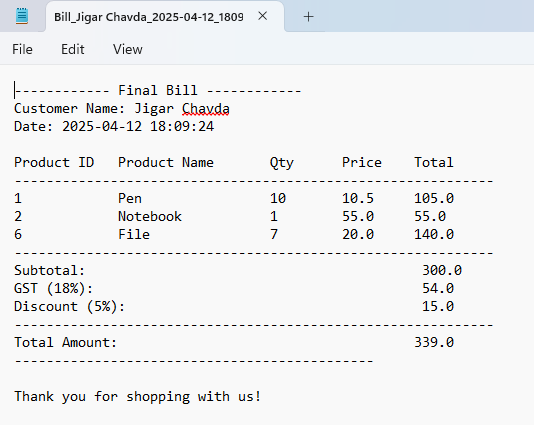 Bill_Jigar Chavda_2025-04-12_1809
File Edit View
------------ Final Bill ------------
Customer Name: Jigar Chavda
Date: 2025-04-12 18:09:24
Product ID   Product Name       Qty      Price    Total
------------------------------------------------------------
1            Pen                10       10.5     105.0
2            Notebook           1        55.0     55.0
6            File               7        20.0     140.0
------------------------------------------------------------
Subtotal:                                          300.0
GST (18%):                                         54.0
Discount (5%):                                     15.0
------------------------------------------------------------
Total Amount:                                     339.0
---------------------------------------------
Thank you for shopping with us!